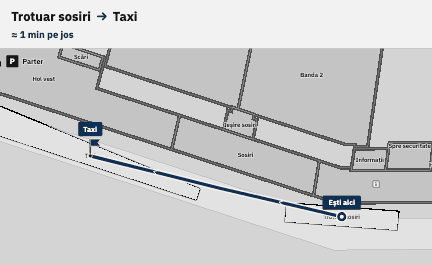 Trotuar sosiri → Taxi
≈ 1 min pe jos
P Parter
Scări
Hol vest
Banda 2
Ieșire sosiri
Taxi
Sosiri
Spre securitate
Informații
Ești aici